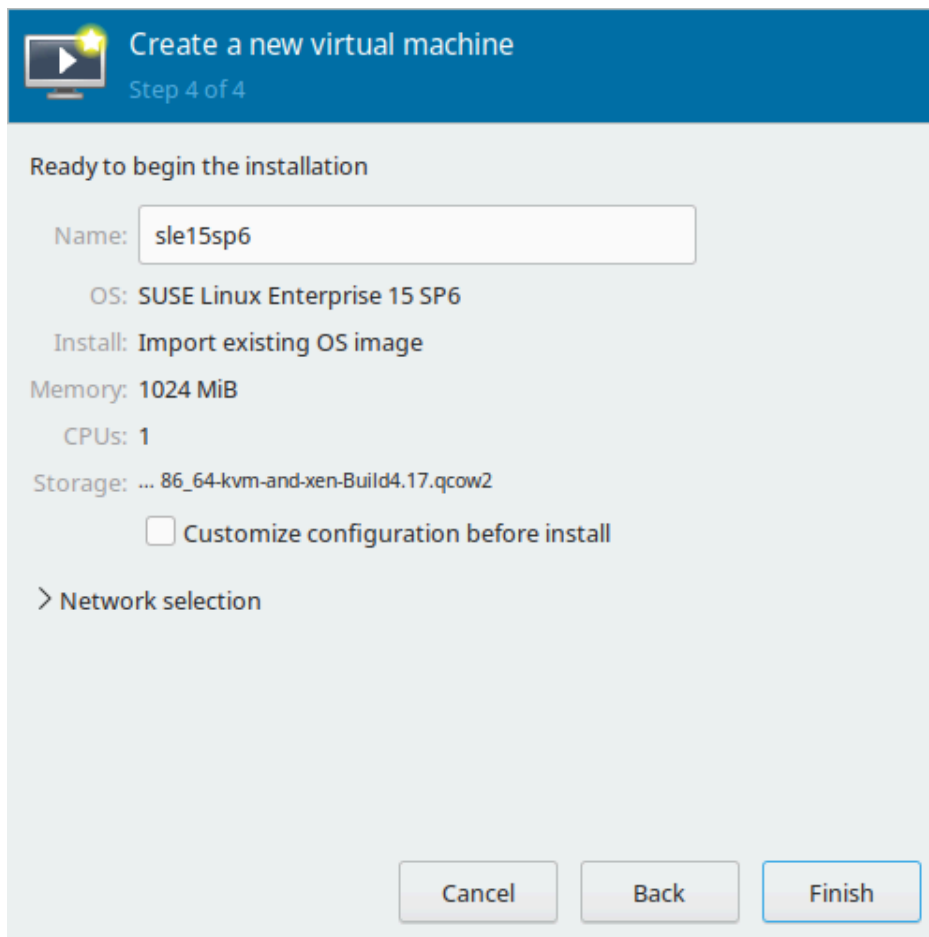 Create a new virtual machine
Step 4 of 4
Ready to begin the installation
Name: sle15sp6
OS: SUSE Linux Enterprise 15 SP6
Install: Import existing OS image
Memory: 1024 MiB
CPUs: 1
Storage: ... 86_64-kvm-and-xen-Build4.17.qcow2
Customize configuration before install
Network selection
Cancel Back Finish